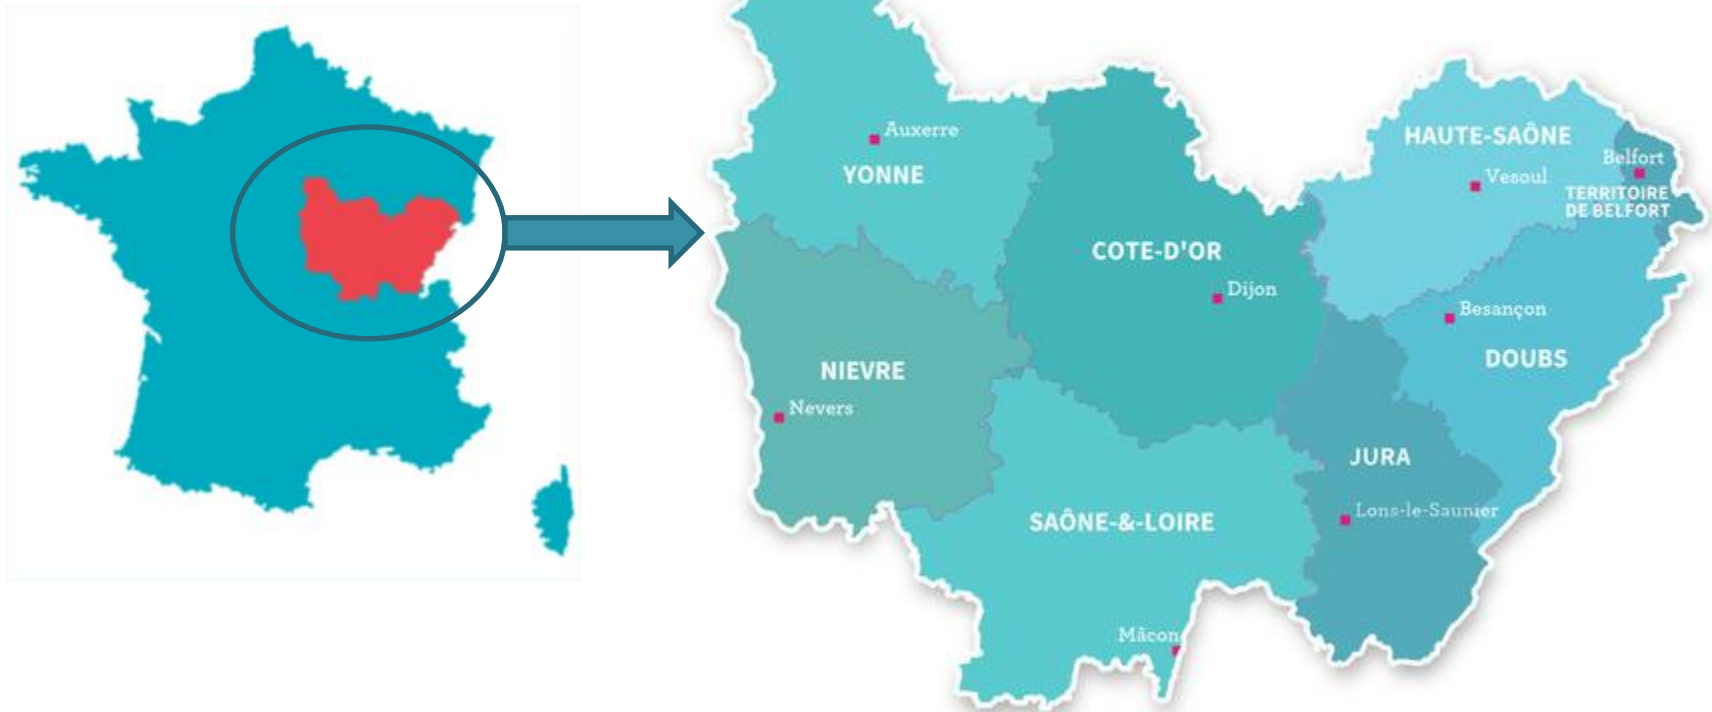 Auxerre
YONNE
HAUTE-SAÔNE
Belfort
Vesoul
TERRITOIRE
DE BELFORT
COTE-D'OR
Dijon
Besançon
DOUBS
NIEVRE
Nevers
JURA
Lons-le-Saunier
SAÔNE-&-LOIRE
Mâcon